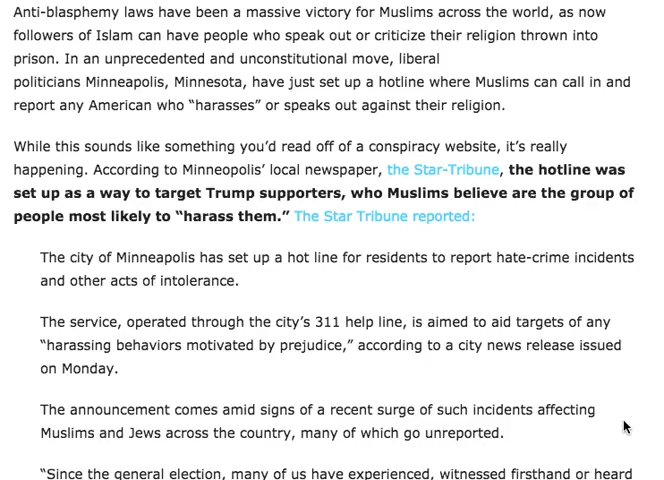 Anti-blasphemy laws have been a massive victory for Muslims across the world, as now
followers of Islam can have people who speak out or criticize their religion thrown into
prison. In an unprecedented and unconstitutional move, liberal
politicians Minneapolis, Minnesota, have just set up a hotline where Muslims can call in and
report any American who “harasses” or speaks out against their religion.
While this sounds like something you’d read off of a conspiracy website, it’s really
happening. According to Minneopolis’ local newspaper, the Star-Tribune, the hotline was
set up as a way to target Trump supporters, who Muslims believe are the group of
people most likely to “harass them.” The Star Tribune reported:
The city of Minneapolis has set up a hot line for residents to report hate-crime incidents
and other acts of intolerance.
The service, operated through the city’s 311 help line, is aimed to aid targets of any
“harassing behaviors motivated by prejudice,” according to a city news release issued
on Monday.
The announcement comes amid signs of a recent surge of such incidents affecting
Muslims and Jews across the country, many of which go unreported.
“Since the general election, many of us have experienced, witnessed firsthand or heard